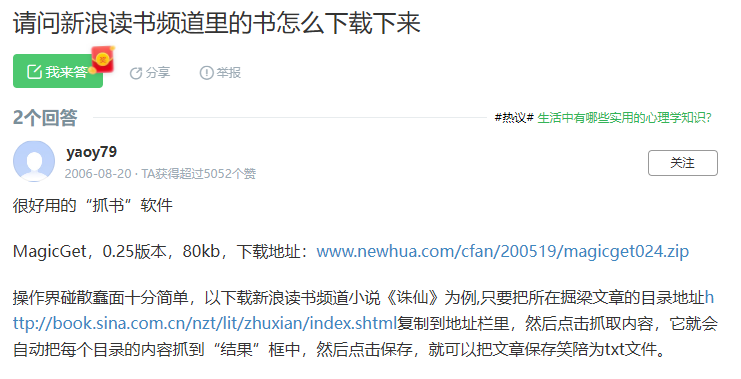 请问新浪读书频道里的书怎么下载下来
我来答
分享
举报
2个回答
#热议# 生活中有哪些实用的心理学知识?
yaoy79
2006-08-20 · TA获得超过5052个赞
关注
很好用的“抓书”软件
MagicGet，0.25版本，80kb，下载地址：www.newhua.com/cfan/200519/magicget024.zip
操作界碰散蠢面十分简单，以下载新浪读书频道小说《诛仙》为例,只要把所在掘梁文章的目录地址h
ttp://book.sina.com.cn/nzt/lit/zhuxian/index.shtml复制到地址栏里，然后点击抓取内容，它就会
自动把每个目录的内容抓到“结果”框中，然后点击保存，就可以把文章保存笑陪为txt文件。